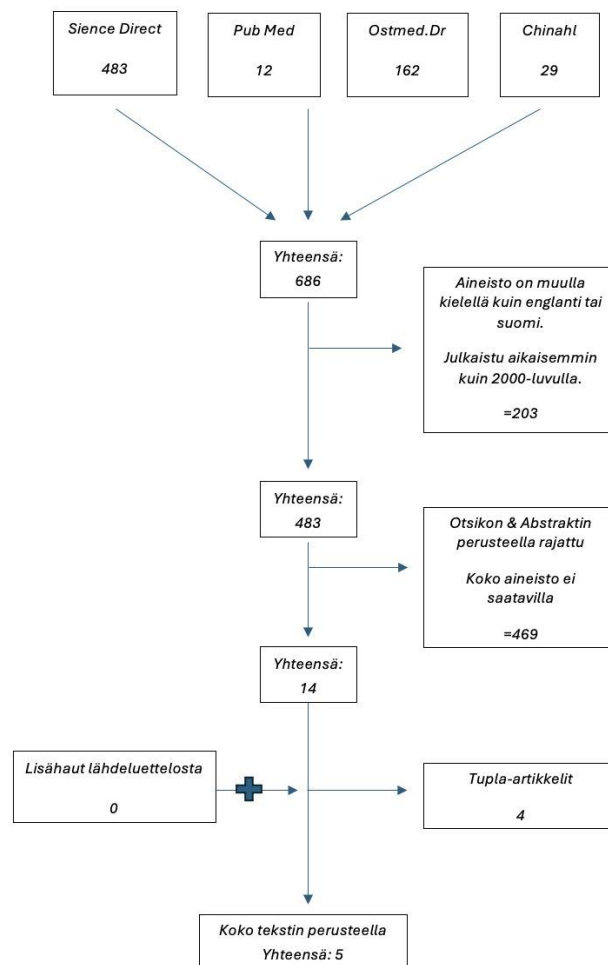 Sience Direct
483
Pub Med
12
Ostmed.Dr
162
Chinahl
29
Yhteensä:
686
Aineisto on muulla
kielellä kuin englanti tai
suomi.
Julkaistu aikaisemmin
kuin 2000-luvulla.
=203
Yhteensä:
483
Otsikon & Abstraktin
perusteella rajattu
Koko aineisto ei
saatavilla
=469
Yhteensä:
14
Lisähaut lähdeluettelosta
0
Tupla-artikkelit
4
Koko tekstin perusteella
Yhteensä: 5